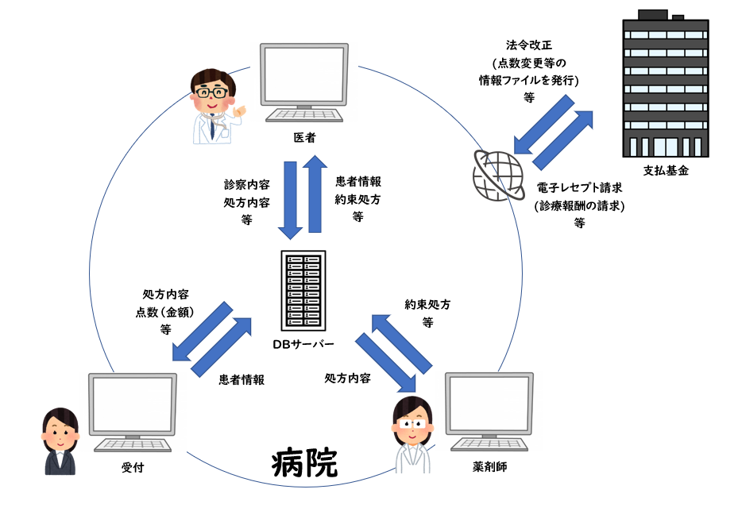 法令改正
(点数変更等の
情報ファイルを発行)
等
支払基金
電子レセプト請求
(診療報酬の請求)
等
医者
診察内容
処方内容
等
患者情報
約束処方
等
DBサーバー
処方内容
点数(金額)
等
患者情報
約束処方
等
処方内容
受付
病院
薬剤師